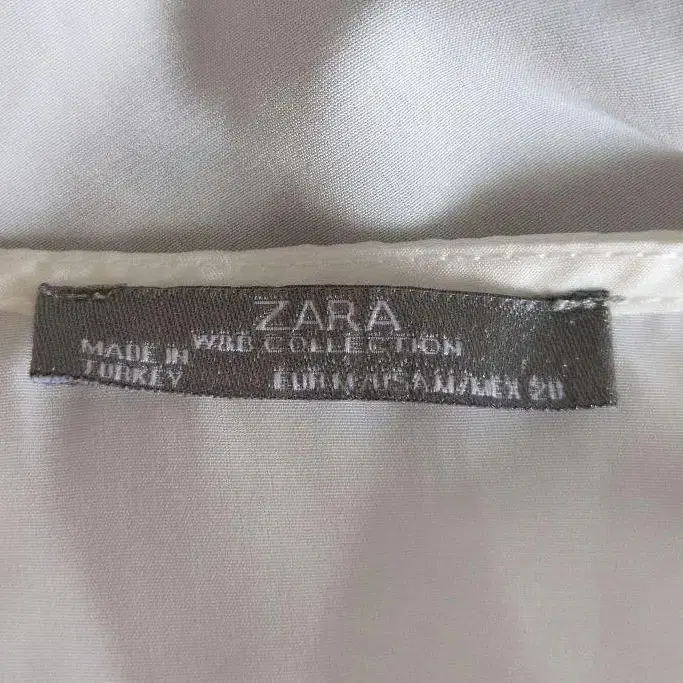 ZARA
W&B COLLECTION
MADE IN
TURKEY
EUR M/USA M/MEX 28